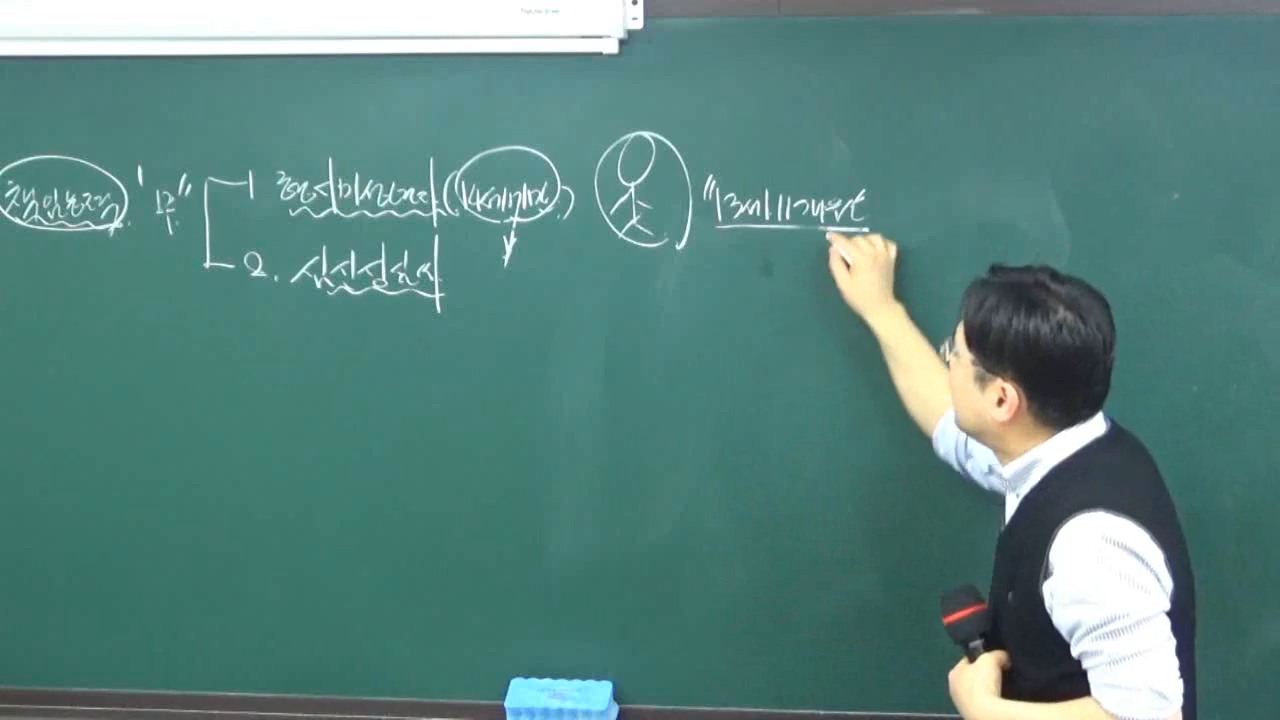 책임능력 "무" 1 형사미성년자 (14세미만) "13세 11개월
2. 심신상실자